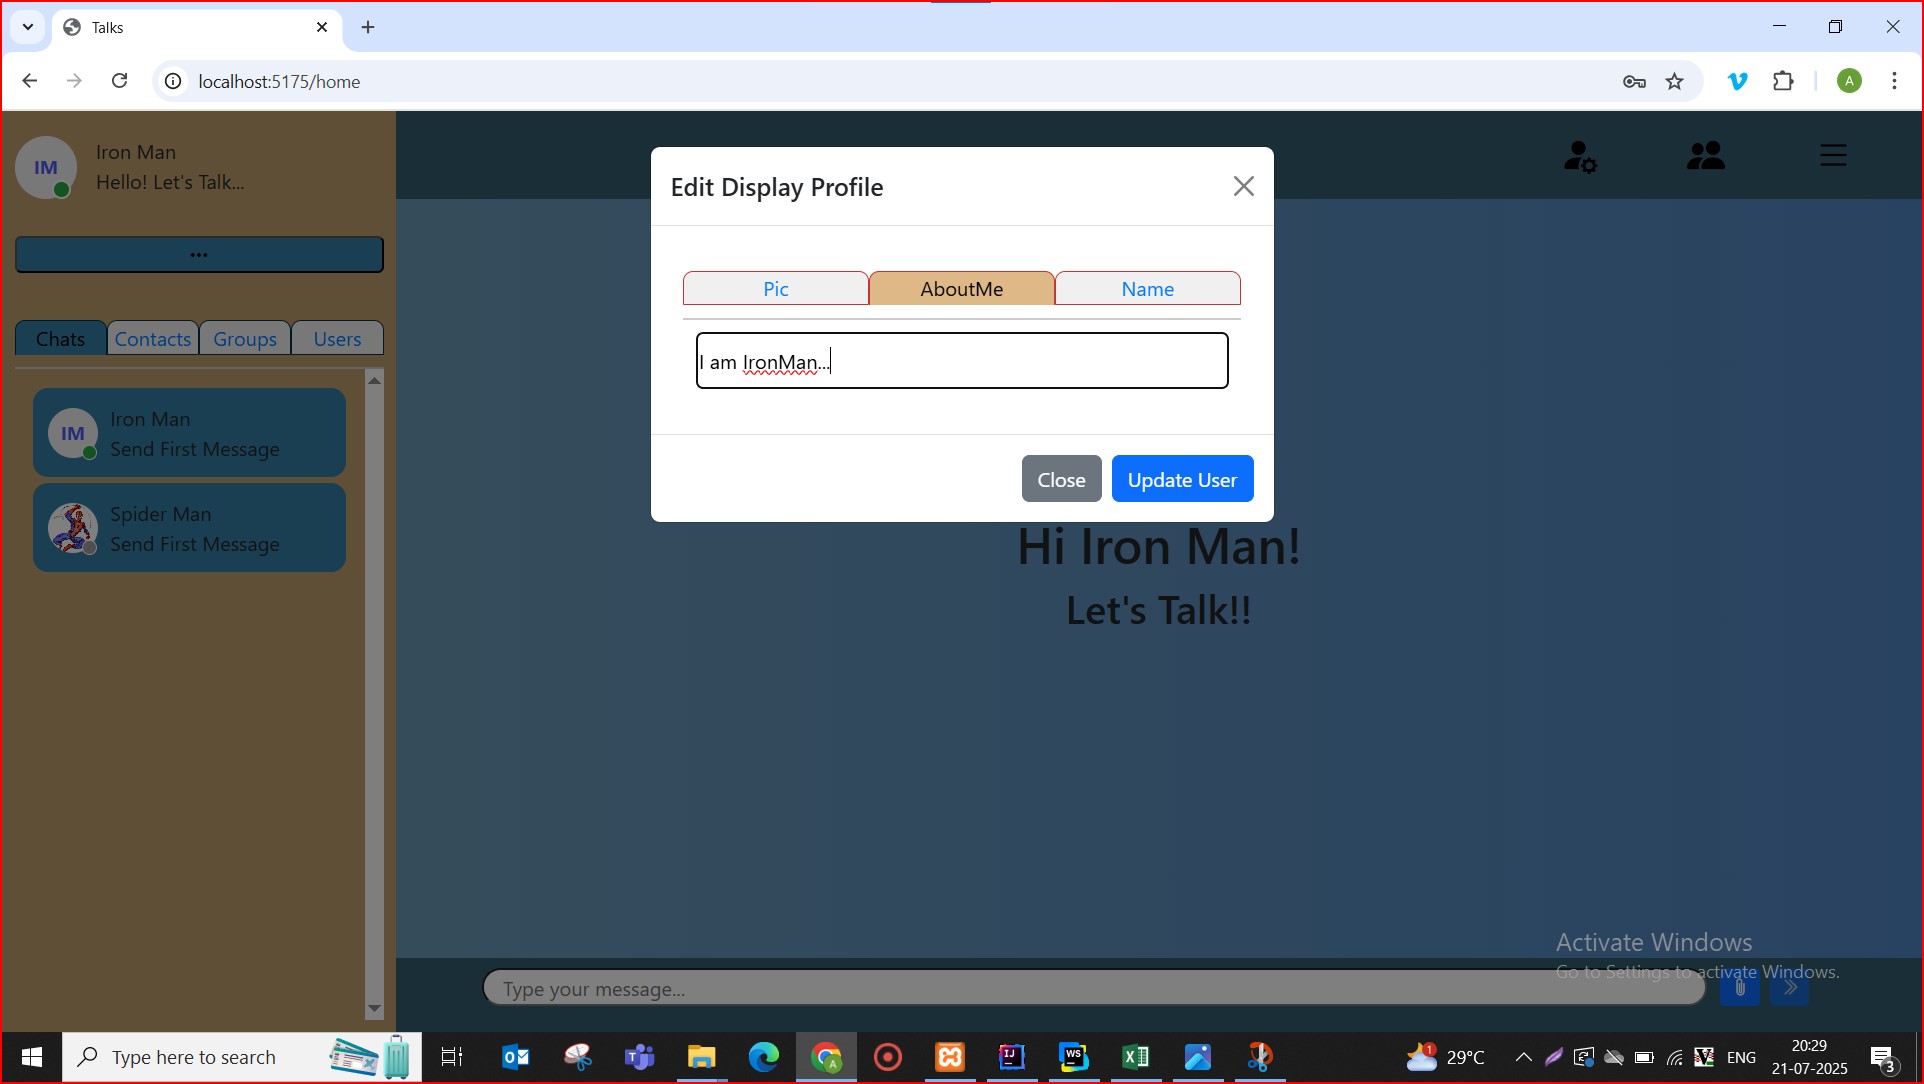 Talks
localhost:5175/home
A
IM
Iron Man
Hello! Let's Talk...
...
Chats
Contacts
Groups
Users
IM
Iron Man
Send First Message
Spider Man
Send First Message
Edit Display Profile
Pic
AboutMe
Name
I am IronMan...
Close
Update User
Hi Iron Man!
Let's Talk!!
Type your message...
Activate Windows
Go to Settings to activate Windows.
Type here to search
A
IJ
WS
1
29°C
ENG
20:29
21-07-2025
3